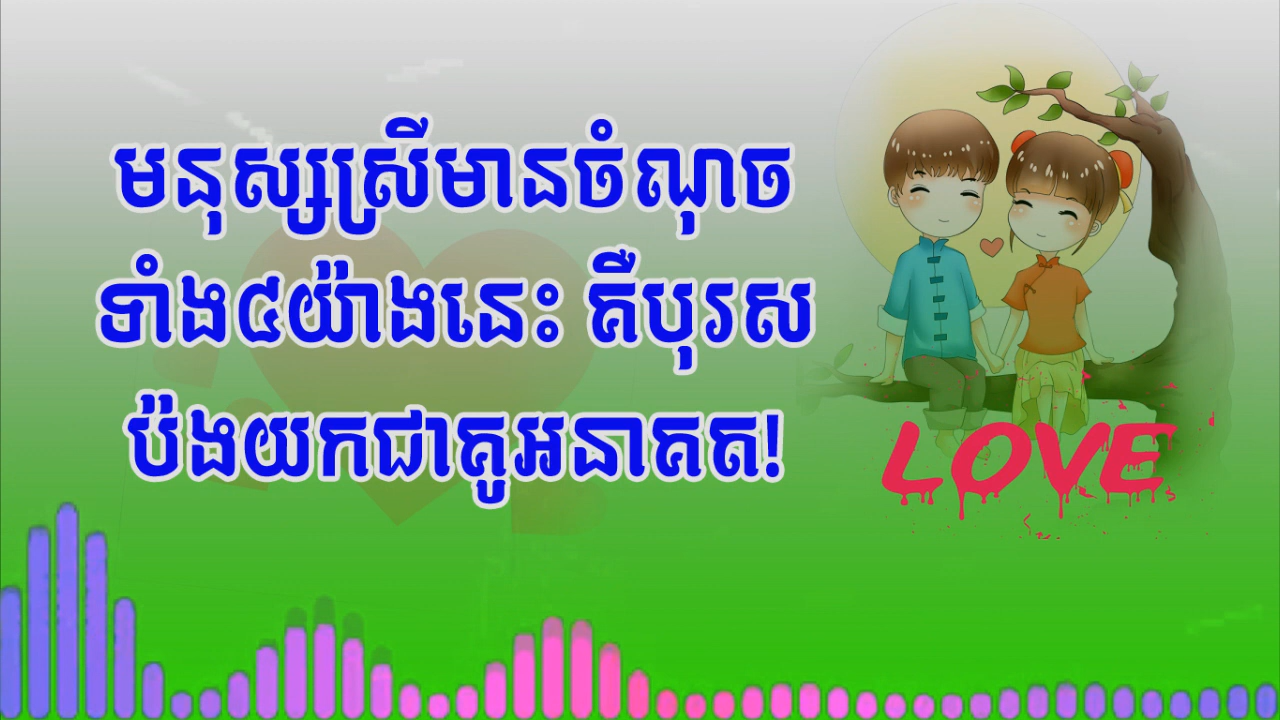 មនុស្សស្រីមានចំណុច
ទាំង៨យ៉ាងនេះ គឺបុរស
ប៉ងយកជាគូអនាគត!
LOVE